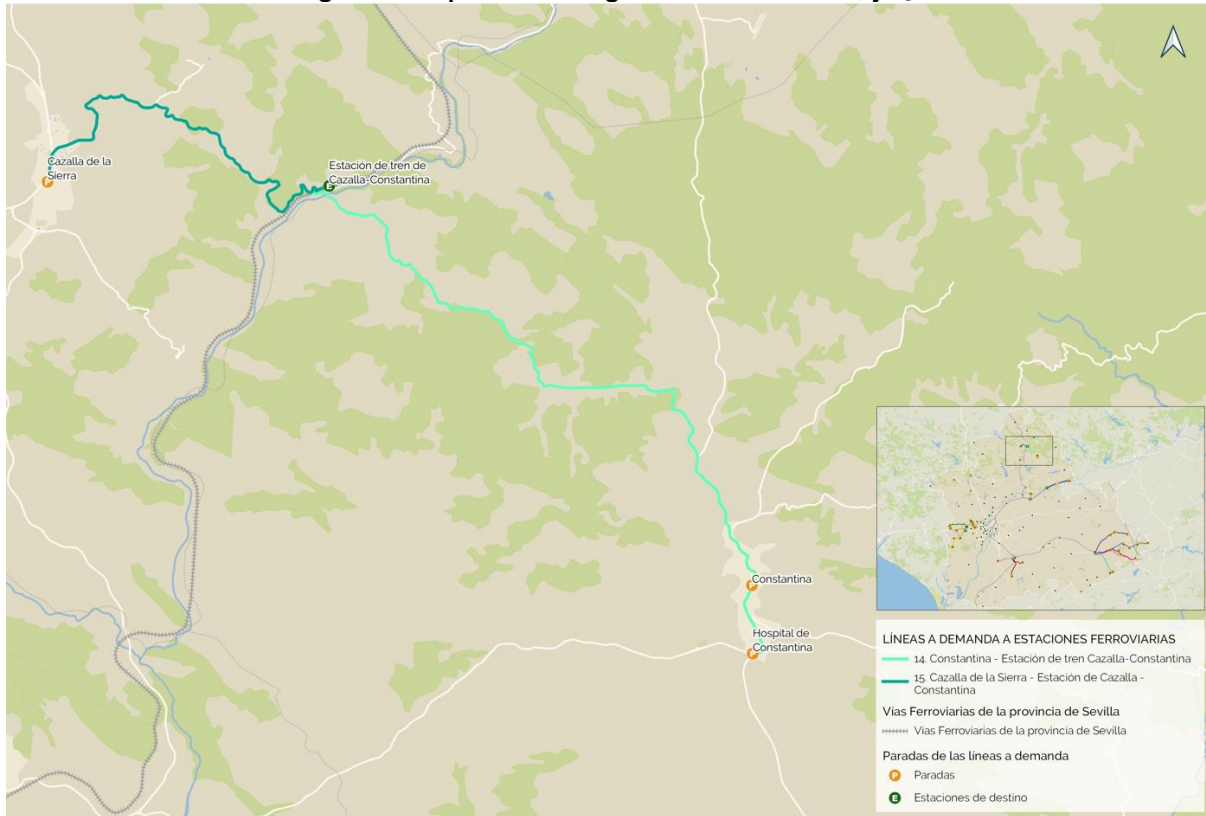 Cazalla de la
Sierra
Estación de tren de
Cazalla-Constantina
Constantina
Hospital de
Constantina
LÍNEAS A DEMANDA A ESTACIONES FERROVIARIAS
14. Constantina - Estación de tren Cazalla-Constantina
15. Cazalla de la Sierra - Estación de Cazalla -
Constantina
Vías Ferroviarias de la provincia de Sevilla
Vías Ferroviarias de la provincia de Sevilla
Paradas de las líneas a demanda
P Paradas
E Estaciones de destino